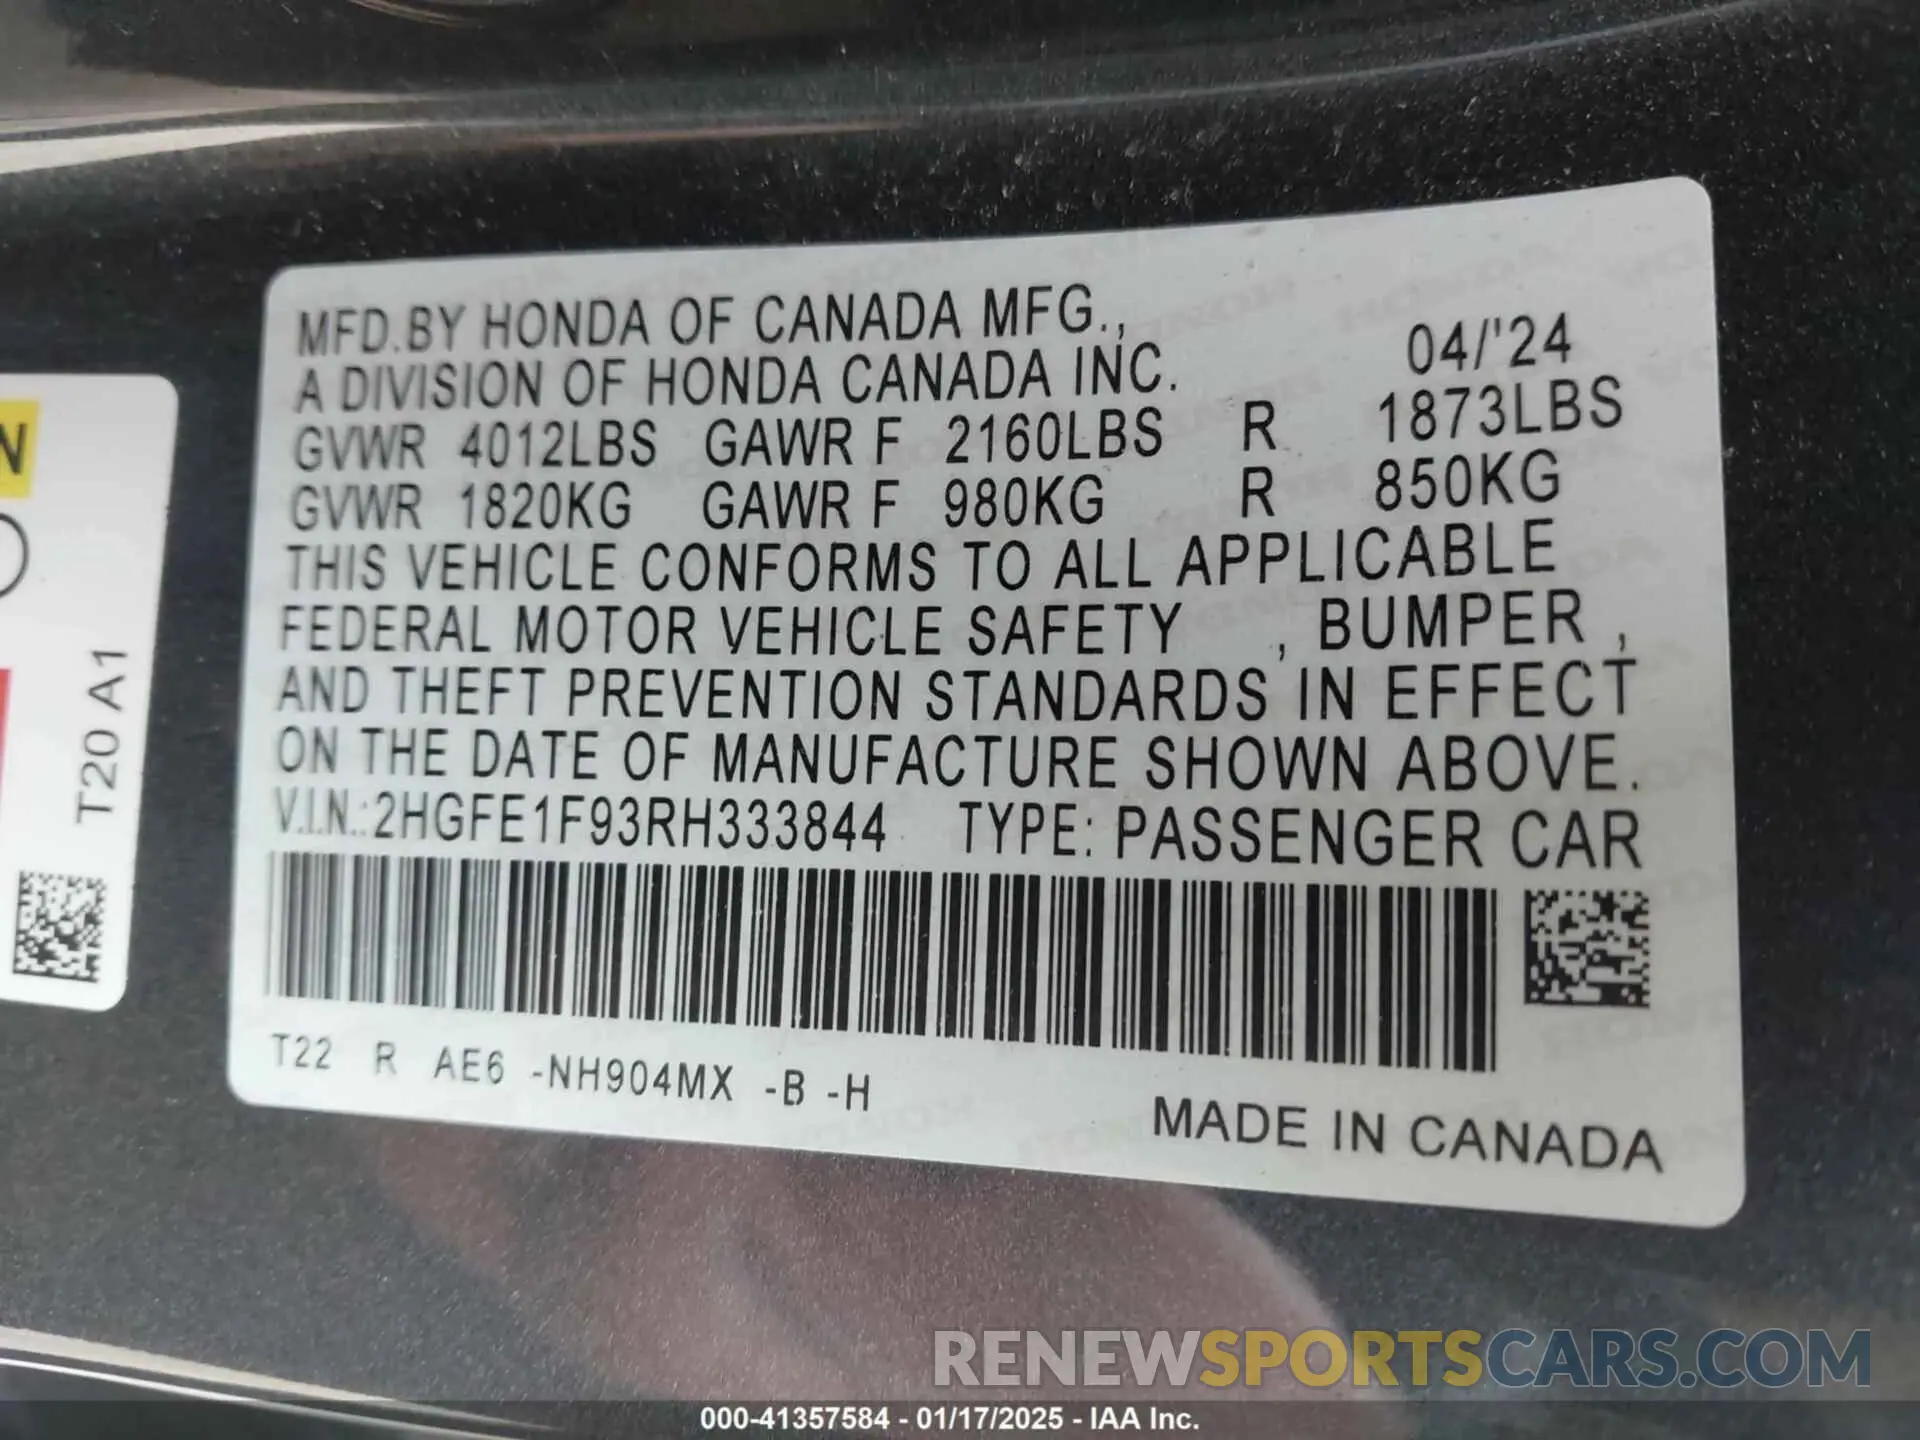 MFD.BY HONDA OF CANADA MFG.,
A DIVISION OF HONDA CANADA INC. 04/'24
GVWR 4012LBS GAWR F 2160LBS R 1873LBS
GVWR 1820KG GAWR F 980KG R 850KG
THIS VEHICLE CONFORMS TO ALL APPLICABLE
FEDERAL MOTOR VEHICLE SAFETY , BUMPER ,
AND THEFT PREVENTION STANDARDS IN EFFECT
ON THE DATE OF MANUFACTURE SHOWN ABOVE.
V.I.N.:2HGFE1F93RH333844 TYPE: PASSENGER CAR
T22 R AE6 -NH904MX -B -H
MADE IN CANADA
T20 A1
RENEWSPORTSCARS.COM
000-41357584 - 01/17/2025 - IAA Inc.